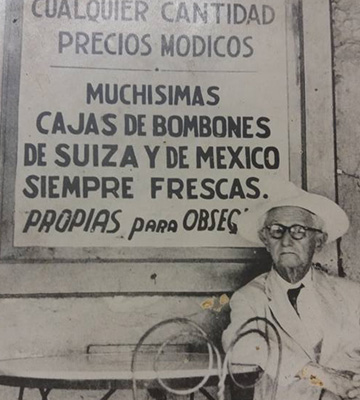 CUALQUIER CANTIDAD
PRECIOS MODICOS
MUCHISIMAS
CAJAS DE BOMBONES
DE SUIZA Y DE MEXICO
SIEMPRE FRESCAS.
PROPIAS PARA